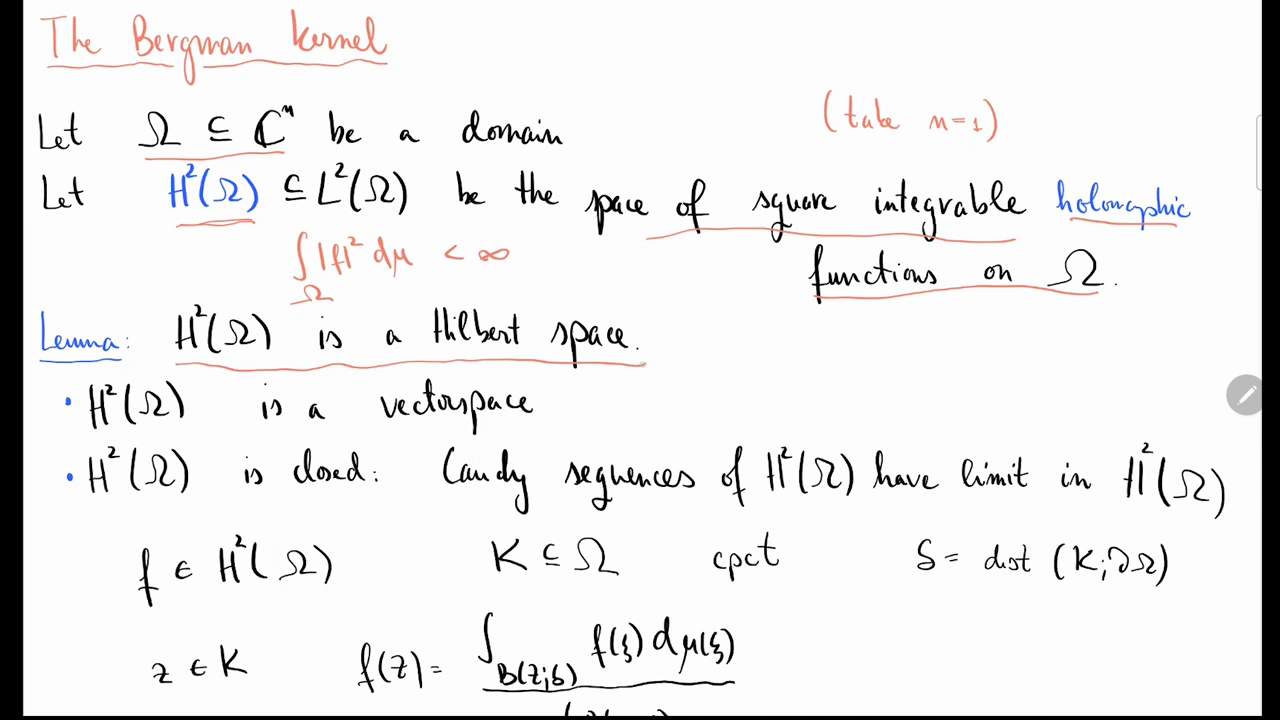 The Bergman kernel
Let Ω ⊆ ℂⁿ be a domain (take n=1)
Let H²(Ω) ⊆ L²(Ω) be the space of square integrable holomorphic
functions on Ω.
∫_Ω |f|² dμ < ∞
Lemma: H²(Ω) is a Hilbert space.
• H²(Ω) is a vectorspace
• H²(Ω) is closed: Cauchy sequences of H²(Ω) have limit in H²(Ω)
f ∈ H²(Ω) K ⊆ Ω cpct δ = dist (K; ∂Ω)
z ∈ K f(z) = ∫_{B(z;δ)} f(ξ) dμ(ξ)